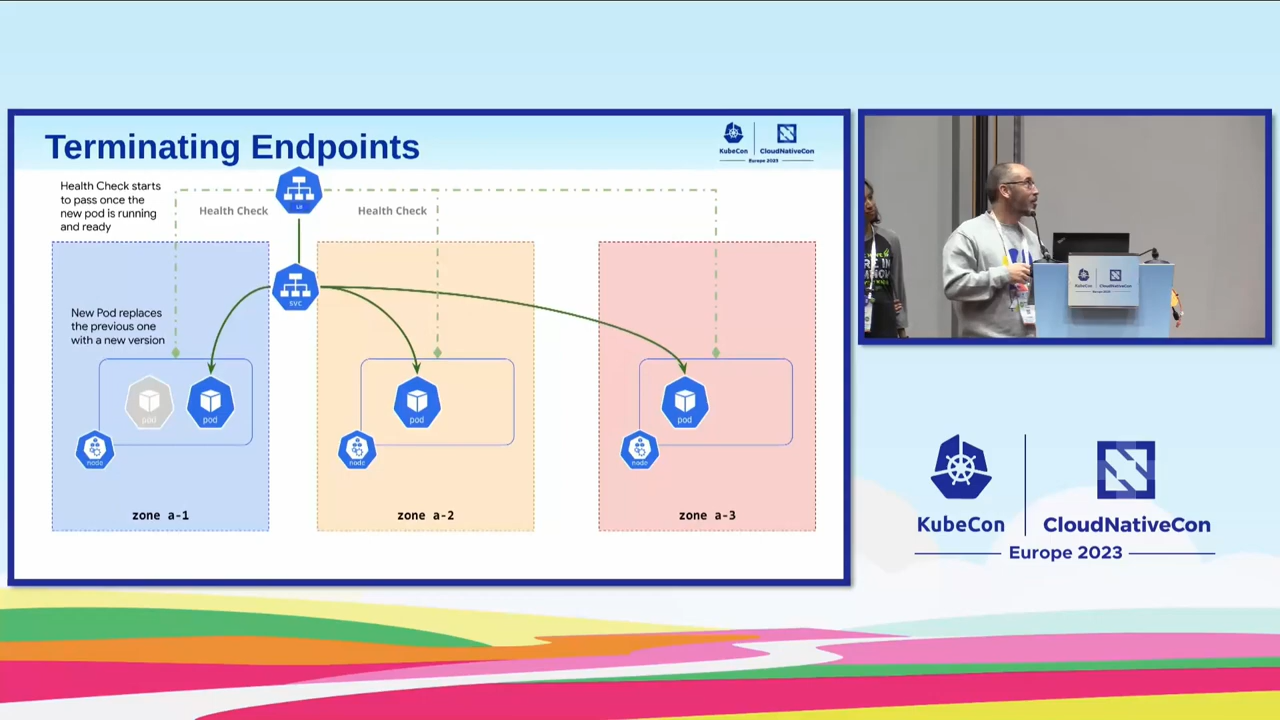 Terminating Endpoints
KubeCon
CloudNativeCon
Europe 2023
Health Check starts
to pass once the
new pod is running
and ready
LB
Health Check
Health Check
svc
New Pod replaces
the previous one
with a new version
pod
pod
pod
pod
node
node
node
zone a-1
zone a-2
zone a-3
KubeCon
CloudNativeCon
Europe 2023